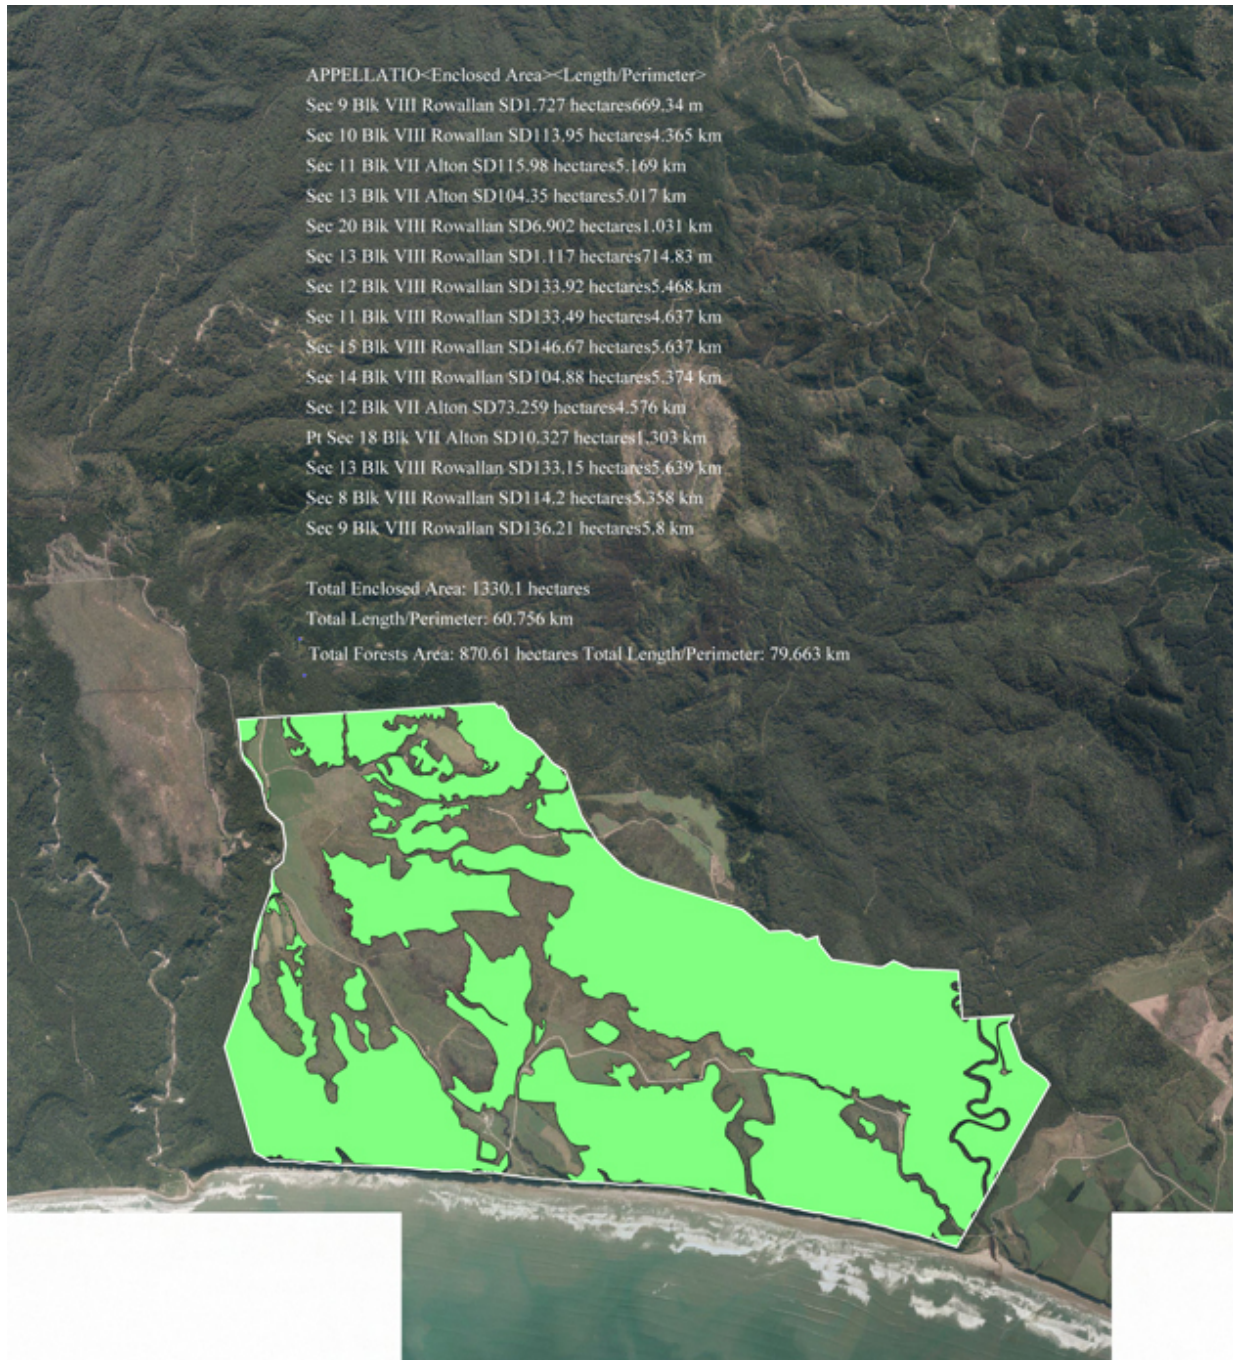 APPELLATIO<Enclosed Area><Length/Perimeter>
Sec 9 Blk VIII Rowallan SD1.727 hectares669.34 m
Sec 10 Blk VIII Rowallan SD113.95 hectares4.365 km
Sec 11 Blk VII Alton SD115.98 hectares5.169 km
Sec 13 Blk VII Alton SD104.35 hectares5.017 km
Sec 20 Blk VIII Rowallan SD6.902 hectares1.031 km
Sec 13 Blk VIII Rowallan SD1.117 hectares714.83 m
Sec 12 Blk VIII Rowallan SD133.92 hectares5.468 km
Sec 11 Blk VIII Rowallan SD133.49 hectares4.637 km
Sec 15 Blk VIII Rowallan SD146.67 hectares5.637 km
Sec 14 Blk VIII Rowallan SD104.88 hectares5.374 km
Sec 12 Blk VII Alton SD73.259 hectares4.576 km
Pt Sec 18 Blk VII Alton SD10.327 hectares1.303 km
Sec 13 Blk VIII Rowallan SD133.15 hectares5.639 km
Sec 8 Blk VIII Rowallan SD114.2 hectares5.358 km
Sec 9 Blk VIII Rowallan SD136.21 hectares5.8 km
Total Enclosed Area: 1330.1 hectares
Total Length/Perimeter: 60.756 km
Total Forests Area: 870.61 hectares Total Length/Perimeter: 79.663 km